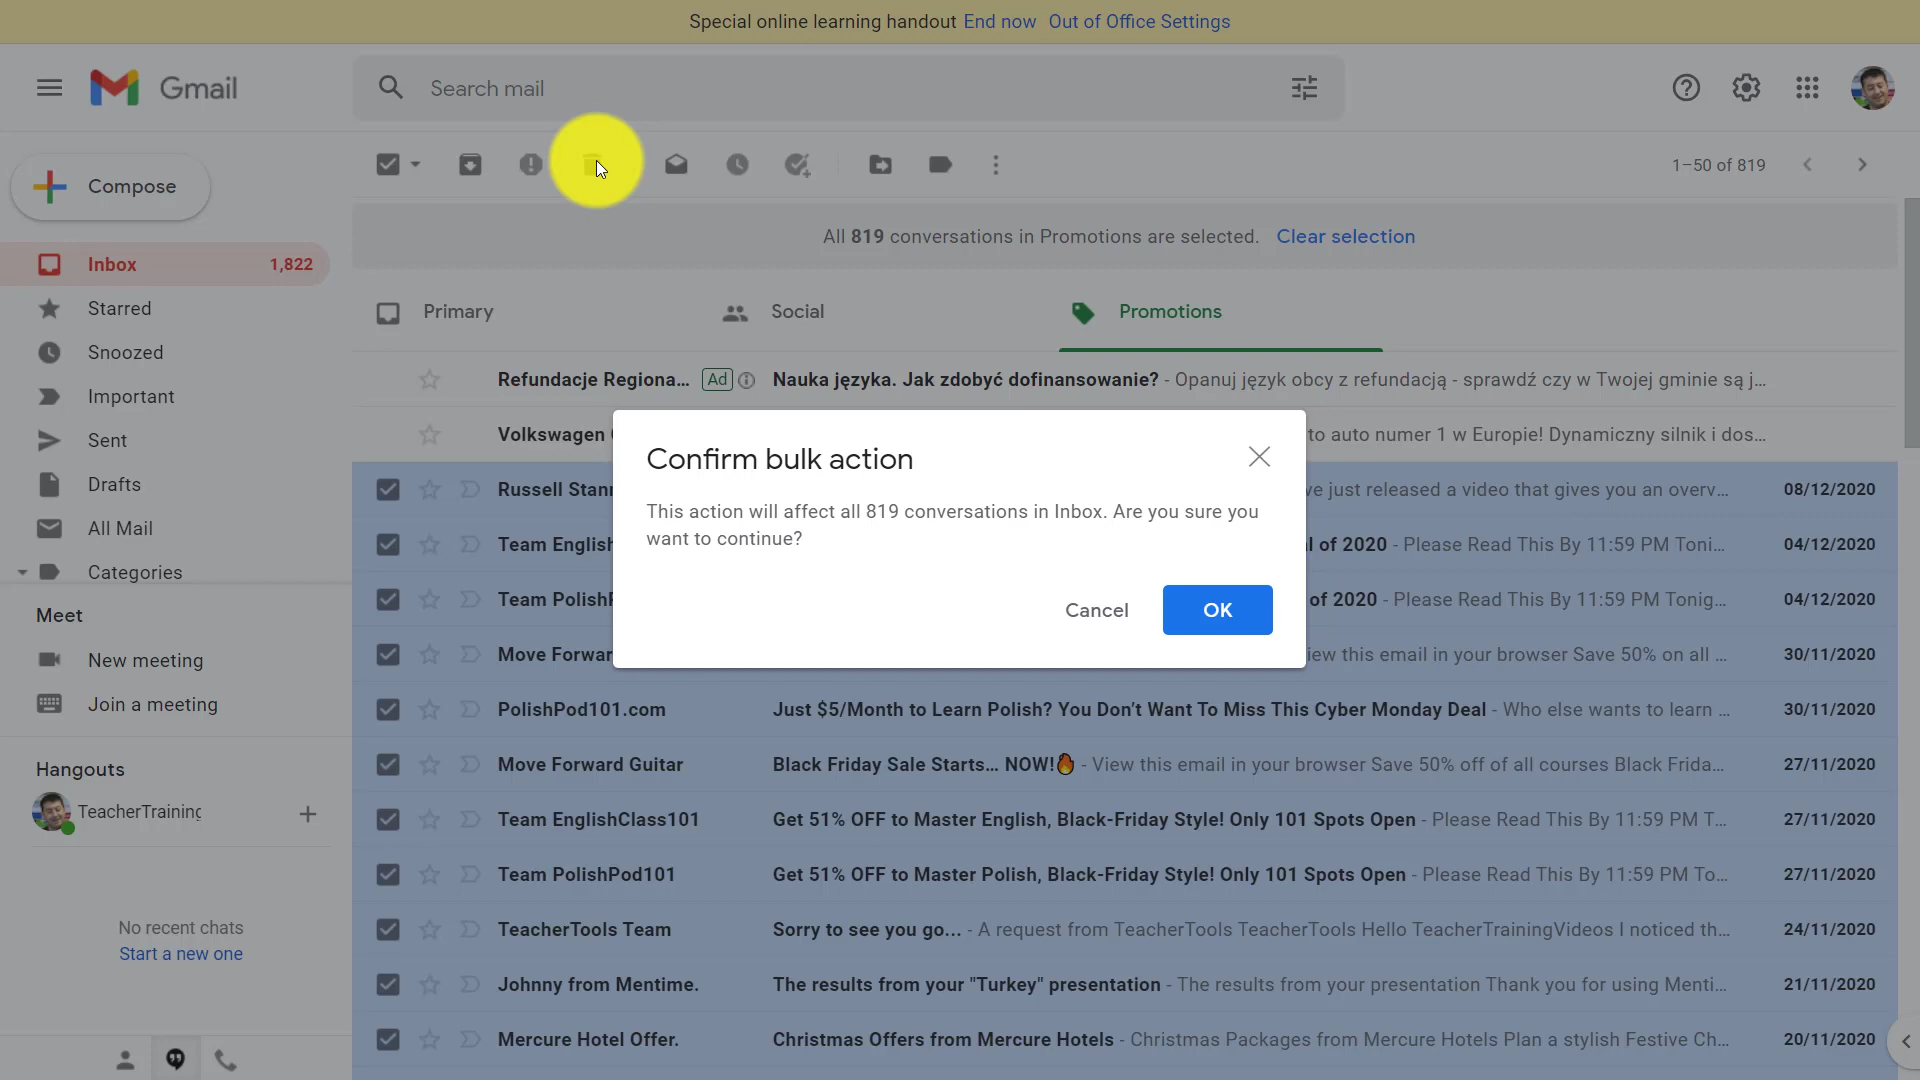 Special online learning handout End now Out of Office Settings
Gmail
Search mail
Compose
1–50 of 819
All 819 conversations in Promotions are selected. Clear selection
Inbox 1,822
Starred
Snoozed
Important
Sent
Drafts
All Mail
Categories
Meet
New meeting
Join a meeting
Hangouts
TeacherTraining
No recent chats
Start a new one
Primary Social Promotions
Refundacje Regiona... Ad Nauka języka. Jak zdobyć dofinansowanie? - Opanuj język obcy z refundacją - sprawdź czy w Twojej gminie są j...
Volkswagen to auto numer 1 w Europie! Dynamiczny silnik i dos...
Confirm bulk action
This action will affect all 819 conversations in Inbox. Are you sure you
want to continue?
Cancel OK
Russell Stann ve just released a video that gives you an overv... 08/12/2020
Team English l of 2020 - Please Read This By 11:59 PM Toni... 04/12/2020
Team PolishP of 2020 - Please Read This By 11:59 PM Tonig... 04/12/2020
Move Forwar iew this email in your browser Save 50% on all ... 30/11/2020
PolishPod101.com Just $5/Month to Learn Polish? You Don’t Want To Miss This Cyber Monday Deal - Who else wants to learn ... 30/11/2020
Move Forward Guitar Black Friday Sale Starts... NOW!🔥 - View this email in your browser Save 50% off of all courses Black Frida... 27/11/2020
Team EnglishClass101 Get 51% OFF to Master English, Black-Friday Style! Only 101 Spots Open - Please Read This By 11:59 PM T... 27/11/2020
Team PolishPod101 Get 51% OFF to Master Polish, Black-Friday Style! Only 101 Spots Open - Please Read This By 11:59 PM To... 27/11/2020
TeacherTools Team Sorry to see you go... - A request from TeacherTools TeacherTools Hello TeacherTrainingVideos I noticed th... 24/11/2020
Johnny from Mentime. The results from your "Turkey" presentation - The results from your presentation Thank you for using Menti... 21/11/2020
Mercure Hotel Offer. Christmas Offers from Mercure Hotels - Christmas Packages from Mercure Hotels Plan a stylish Festive Ch... 20/11/2020